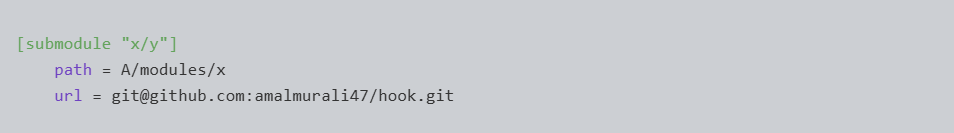 [submodule "x/y"]
    path = A/modules/x
    url = git@github.com:amalmurali47/hook.git